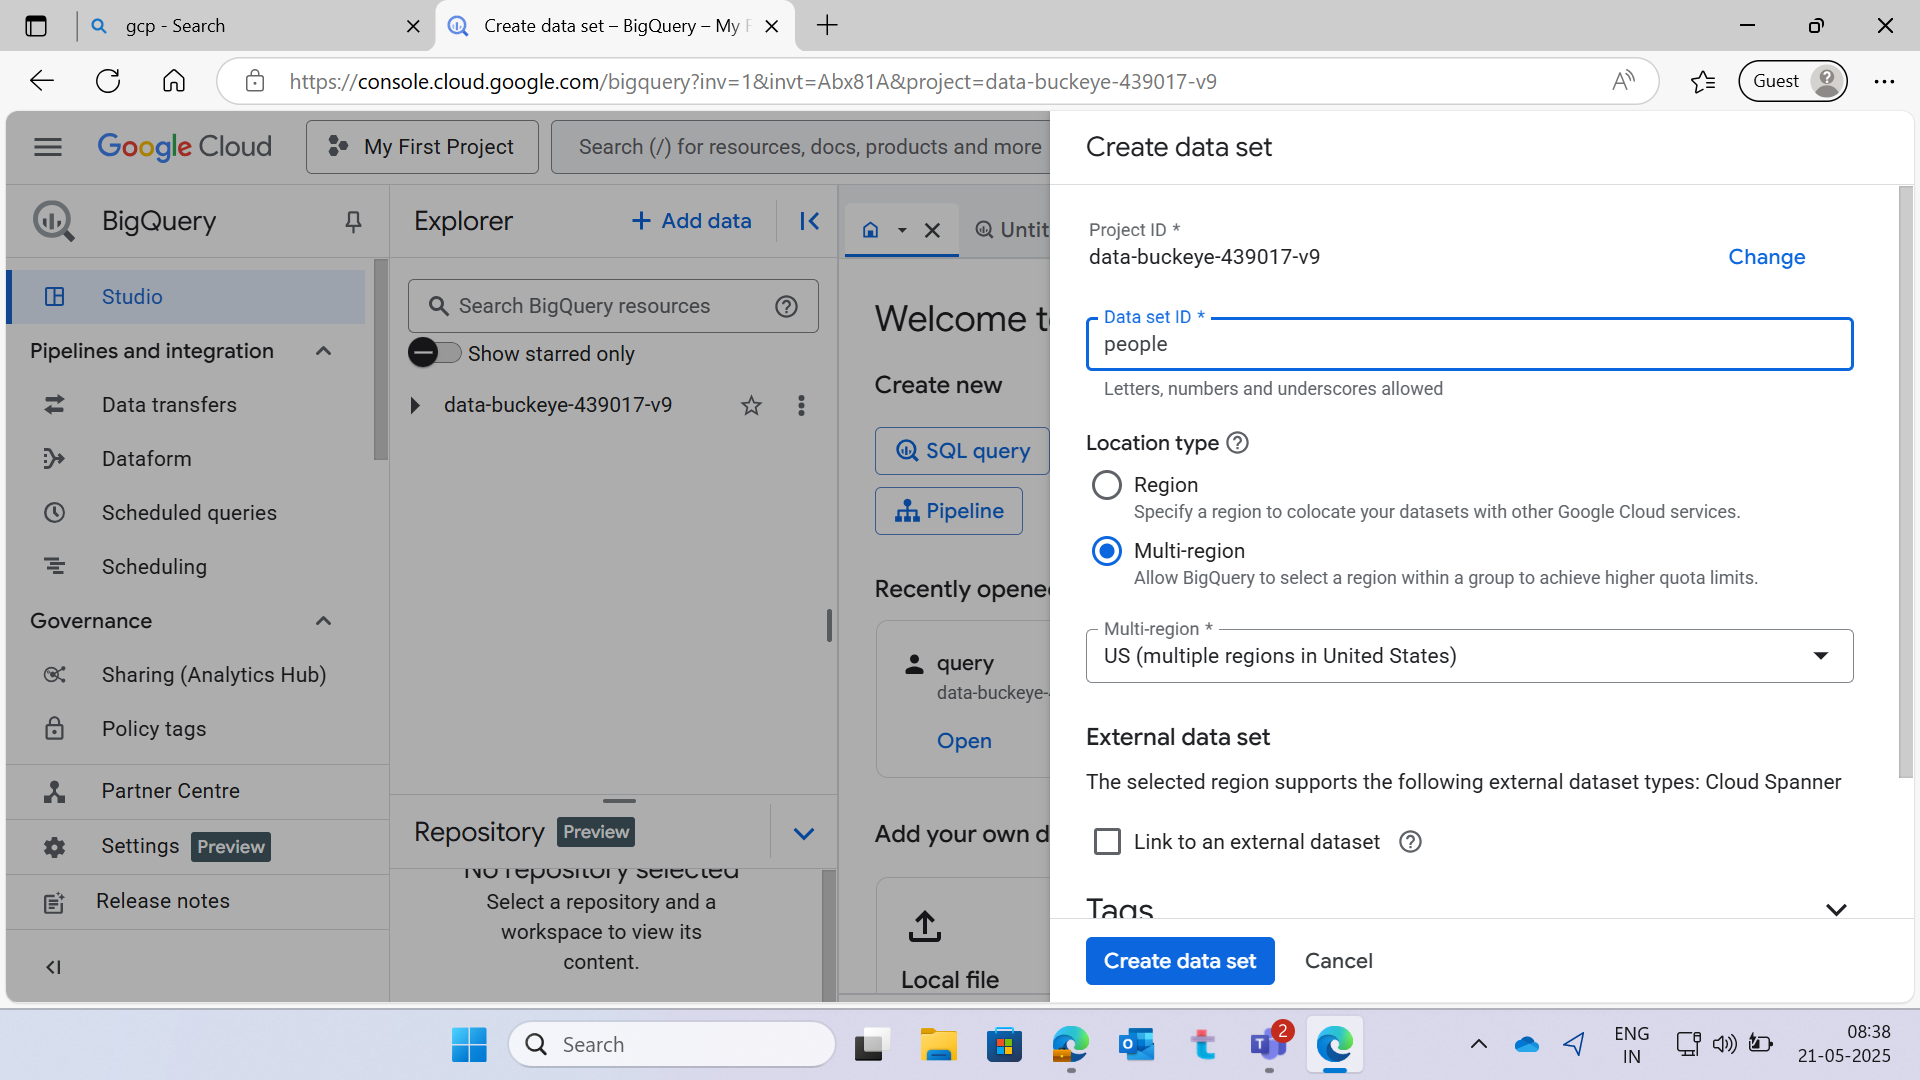 gcp - Search
Create data set – BigQuery – My F
https://console.cloud.google.com/bigquery?inv=1&invt=Abx81A&project=data-buckeye-439017-v9
Guest
Google Cloud
My First Project
Search (/) for resources, docs, products and more
BigQuery
Studio
Pipelines and integration
Data transfers
Dataform
Scheduled queries
Scheduling
Governance
Sharing (Analytics Hub)
Policy tags
Partner Centre
Settings Preview
Release notes
Explorer
+ Add data
Search BigQuery resources
Show starred only
data-buckeye-439017-v9
Repository Preview
No repository selected
Select a repository and a
workspace to view its
content.
Untit
Welcome t
Create new
SQL query
Pipeline
Recently opene
query
data-buckeye-
Open
Add your own d
Local file
Create data set
Project ID *
data-buckeye-439017-v9
Change
Data set ID *
people
Letters, numbers and underscores allowed
Location type
Region
Specify a region to colocate your datasets with other Google Cloud services.
Multi-region
Allow BigQuery to select a region within a group to achieve higher quota limits.
Multi-region *
US (multiple regions in United States)
External data set
The selected region supports the following external dataset types: Cloud Spanner
Link to an external dataset
Tags
Create data set
Cancel
Search
2
ENG
IN
08:38
21-05-2025